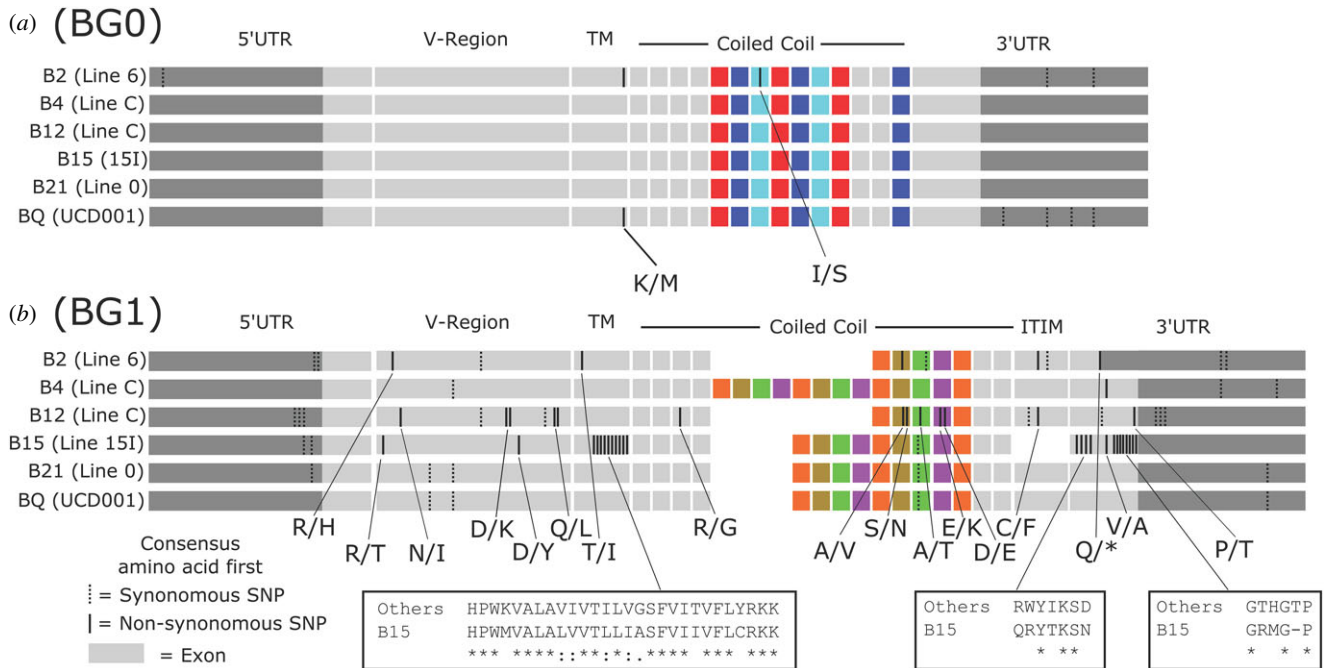 (a) (BG0)
5'UTR V-Region TM Coiled Coil 3'UTR
B2 (Line 6)
B4 (Line C)
B12 (Line C)
B15 (15I)
B21 (Line 0)
BQ (UCD001)
K/M
I/S
(b) (BG1)
5'UTR V-Region TM Coiled Coil ITIM 3'UTR
B2 (Line 6)
B4 (Line C)
B12 (Line C)
B15 (Line 15I)
B21 (Line 0)
BQ (UCD001)
R/H D/K Q/L R/G S/N E/K C/F V/A
R/T N/I D/Y T/I A/V A/T D/E Q/* P/T
Consensus
amino acid first
= Synonomous SNP
= Non-synonomous SNP
= Exon
Others HPWKVALAVIVTILVGSFVITVFLYRKK
B15 HPWMVALALVVTLLIASFVIIVFLCRKK
*** ****::**:*:.**** *** ***
Others RWYIKSD
B15 QRYTKSN
* **
Others GTHGTP
B15 GRMG-P
* * *